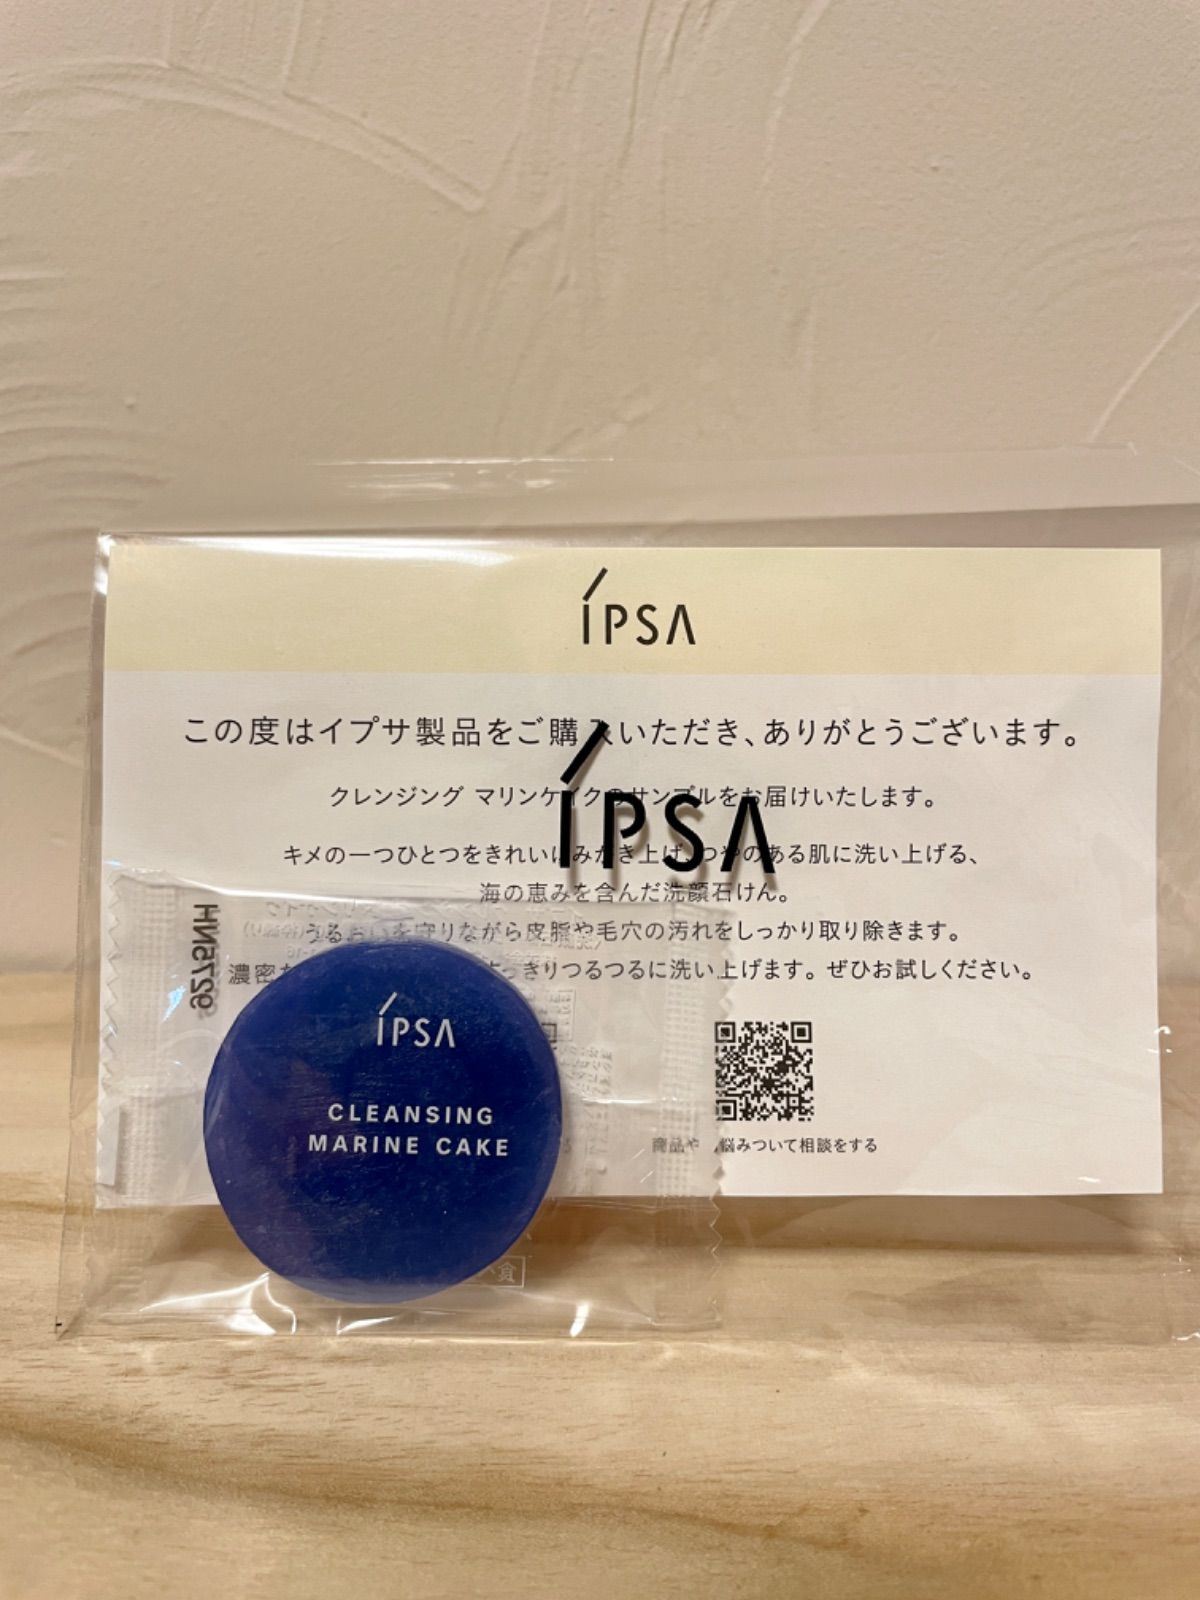 ÍPSA
この度はイプサ製品をご購入いただき、ありがとうございます。
クレンジング マリンケイクのサンプルをお届けいたします。
ÍPSA
キメの一つひとつをきれいにみがき上げ、つやのある肌に洗い上げる、
海の恵みを含んだ洗顔石けん。
うるおいを守りながら皮脂や毛穴の汚れをしっかり取り除きます。
濃密な すっきりつるつるに洗い上げます。ぜひお試しください。
HN5759
ÍPSA
CLEANSING
MARINE CAKE
商品や 悩みついて相談をする